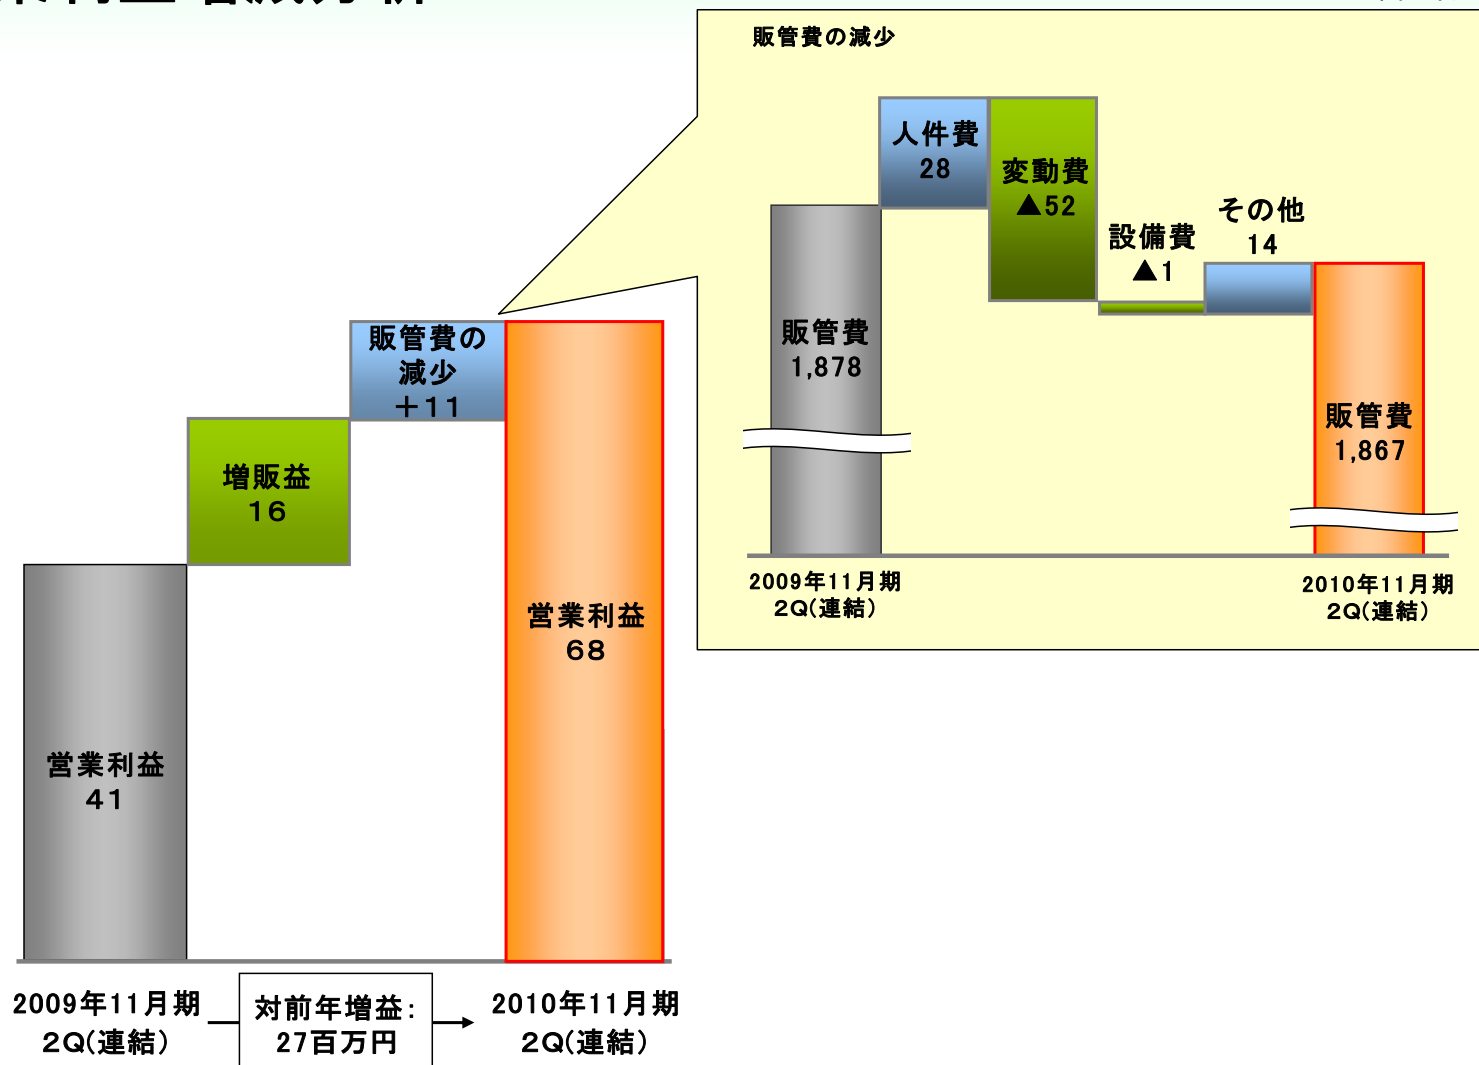 販管費の減少
人件費
28
変動費
▲52
設備費
▲1
その他
14
販管費
1,878
販管費
1,867
2009年11月期
2Q(連結)
2010年11月期
2Q(連結)
販管費の
減少
＋11
増販益
16
営業利益
68
営業利益
41
2009年11月期
2Q(連結)
対前年増益:
27百万円
2010年11月期
2Q(連結)